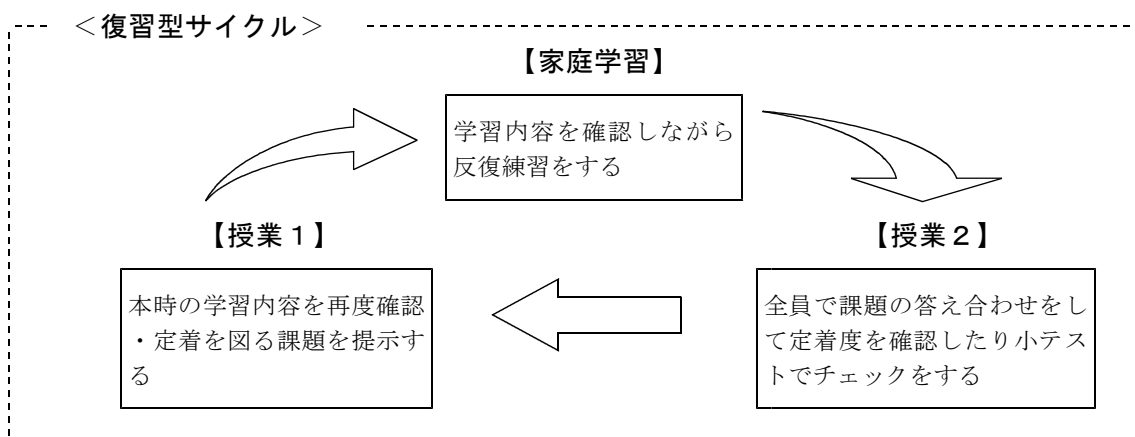 ＜復習型サイクル＞
【家庭学習】
学習内容を確認しながら
反復練習をする
【授業１】
本時の学習内容を再度確認
・定着を図る課題を提示す
る
【授業２】
全員で課題の答え合わせをし
て定着度を確認したり小テス
トでチェックをする